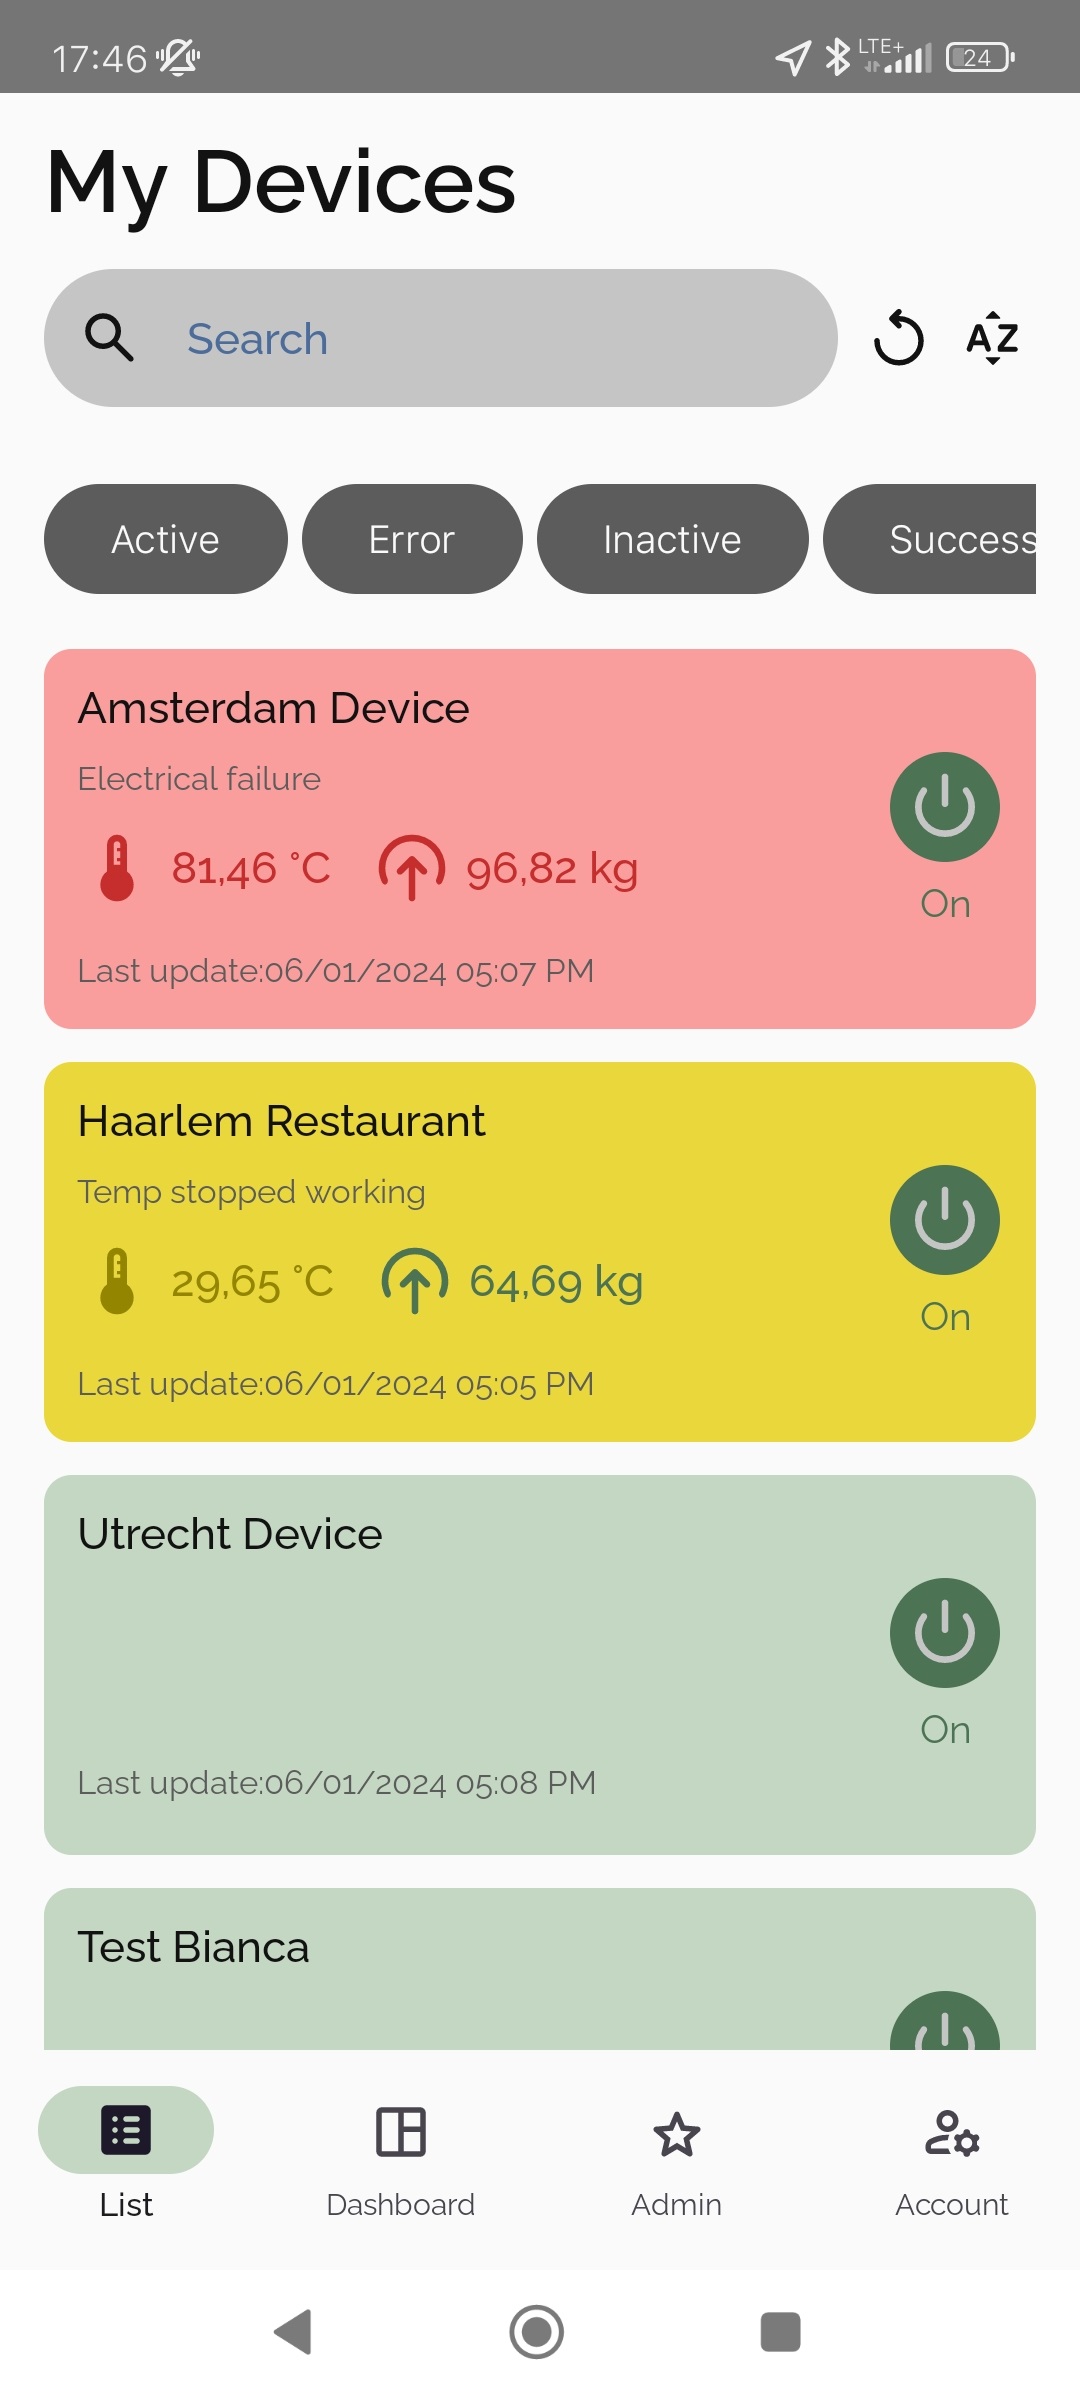 17:46 LTE+ 24
My Devices
Search AZ
Active Error Inactive Success
Amsterdam Device
Electrical failure
81,46 °C 96,82 kg
On
Last update:06/01/2024 05:07 PM
Haarlem Restaurant
Temp stopped working
29,65 °C 64,69 kg
On
Last update:06/01/2024 05:05 PM
Utrecht Device
On
Last update:06/01/2024 05:08 PM
Test Bianca
List Dashboard Admin Account